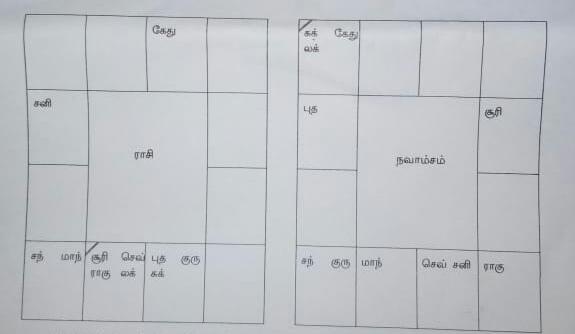 கேது
சனி
ராசி
சந் மாந்
சூரி செவ்
ராகு லக்
புத குரு
சுக்
சுக் கேது
லக்
புத
சூரி
நவாம்சம்
சந் குரு
மாந்
செவ் சனி
ராகு